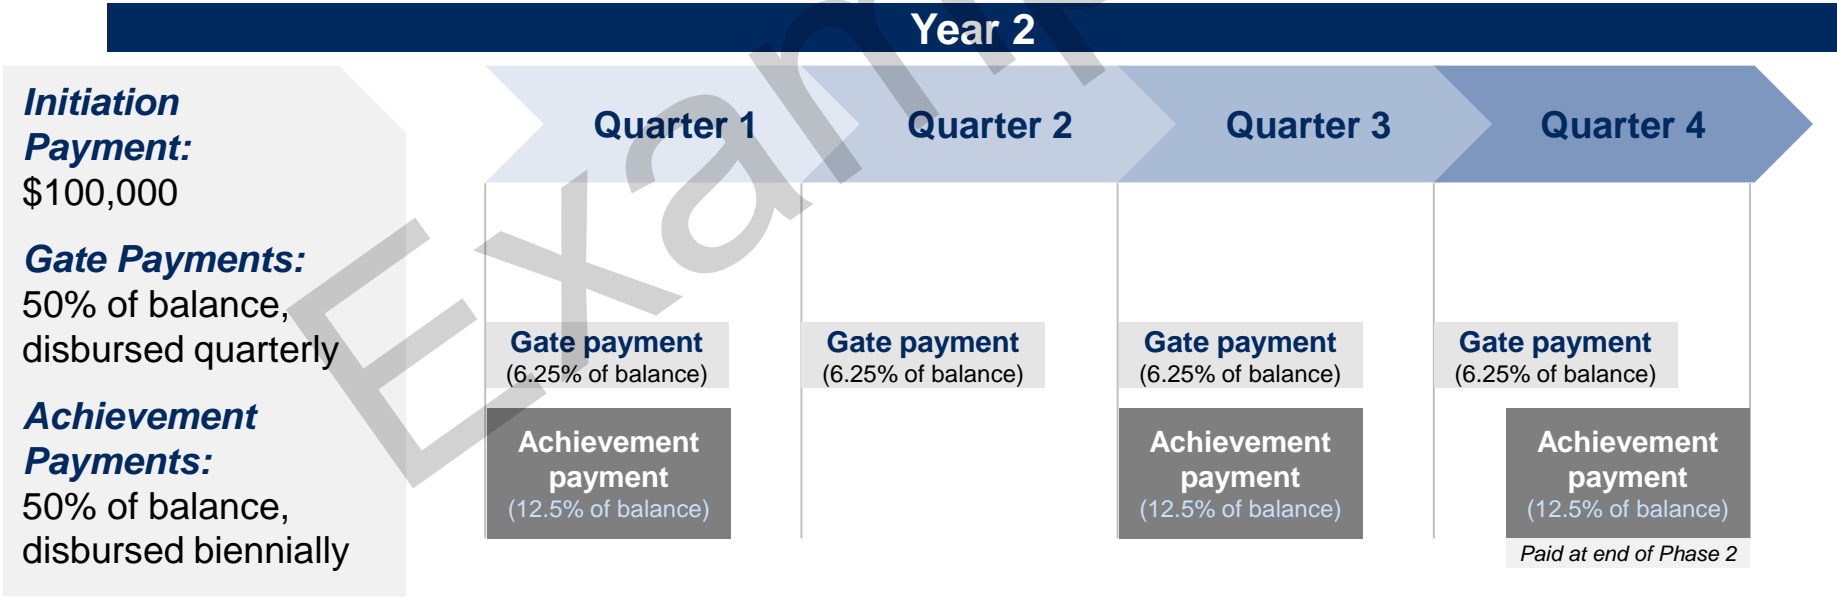 Year 2
Initiation
Payment:
$100,000
Gate Payments:
50% of balance,
disbursed quarterly
Achievement
Payments:
50% of balance,
disbursed biennially
Quarter 1
Quarter 2
Quarter 3
Quarter 4
Gate payment
(6.25% of balance)
Gate payment
(6.25% of balance)
Gate payment
(6.25% of balance)
Gate payment
(6.25% of balance)
Achievement
payment
(12.5% of balance)
Achievement
payment
(12.5% of balance)
Achievement
payment
(12.5% of balance)
Paid at end of Phase 2